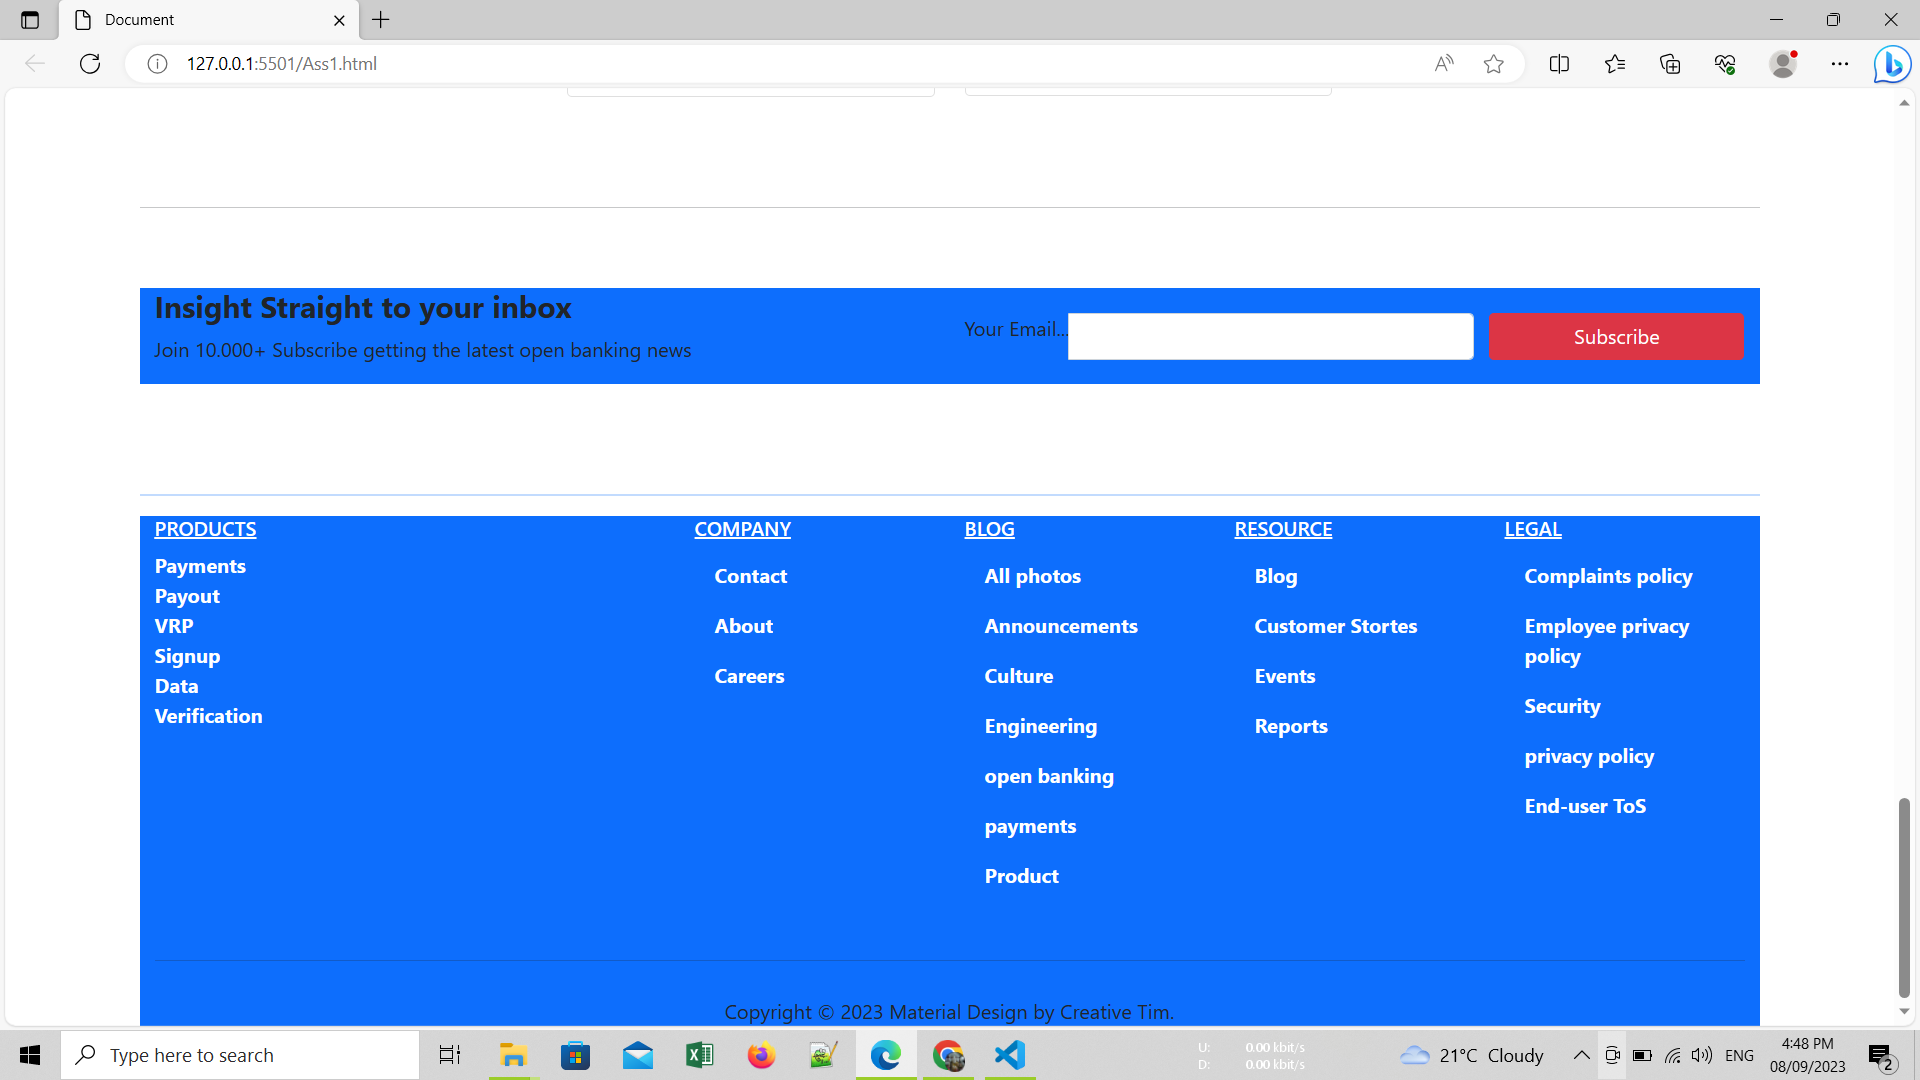 Document
127.0.0.1:5501/Ass1.html
Insight Straight to your inbox
Join 10.000+ Subscribe getting the latest open banking news
Your Email...
Subscribe
PRODUCTS
Payments
Payout
VRP
Signup
Data
Verification
COMPANY
Contact
About
Careers
BLOG
All photos
Announcements
Culture
Engineering
open banking
payments
Product
RESOURCE
Blog
Customer Stortes
Events
Reports
LEGAL
Complaints policy
Employee privacy
policy
Security
privacy policy
End-user ToS
Copyright © 2023 Material Design by Creative Tim.
Type here to search
U: 0.00 kbit/s
D: 0.00 kbit/s
21°C Cloudy
ENG
4:48 PM
08/09/2023
2